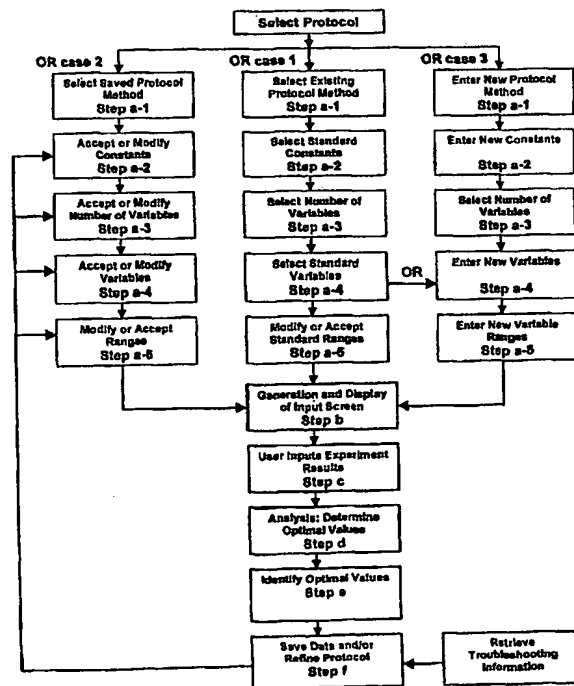 Select Protocol
OR case 2
OR case 1
OR case 3
Select Saved Protocol
Method
Step a-1
Select Existing
Protocol Method
Step a-1
Enter New Protocol
Method
Step a-1
Accept or Modify
Constants
Step a-2
Select Standard
Constants
Step a-2
Enter New Constants
Step a-2
Accept or Modify
Number of Variables
Step a-3
Select Number of
Variables
Step a-3
Select Number of
Variables
Step a-3
Accept or Modify
Variables
Step a-4
Select Standard
Variables
Step a-4
OR
Enter New Variables
Step a-4
Modify or Accept
Ranges
Step a-5
Modify or Accept
Standard Ranges
Step a-5
Enter New Variable
Ranges
Step a-5
Generation and Display
of Input Screen
Step b
User Inputs Experiment
Results
Step c
Analysis: Determine
Optimal Values
Step d
Identify Optimal Values
Step e
Save Data and/or
Refine Protocol
Step f
Retrieve
Troubleshooting
Information